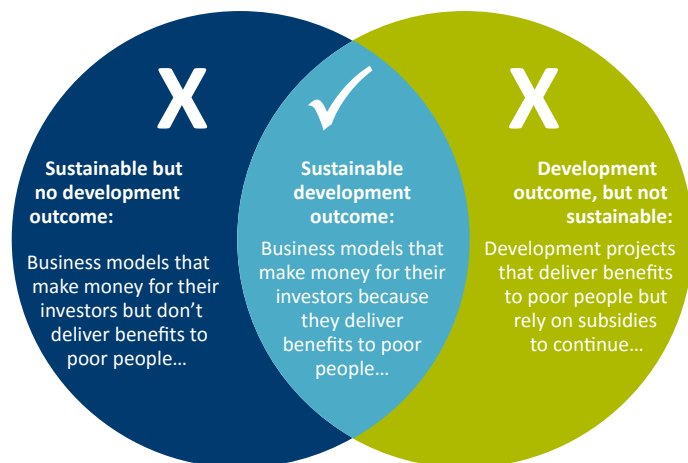 X
✓
X
Sustainable but
no development
outcome:
Business models that
make money for their
investors but don’t
deliver benefits to
poor people...
Sustainable
development
outcome:
Business models that
make money for their
investors because
they deliver
benefits to poor
people...
Development
outcome, but not
sustainable:
Development projects
that deliver benefits
to poor people but
rely on subsidies
to continue...